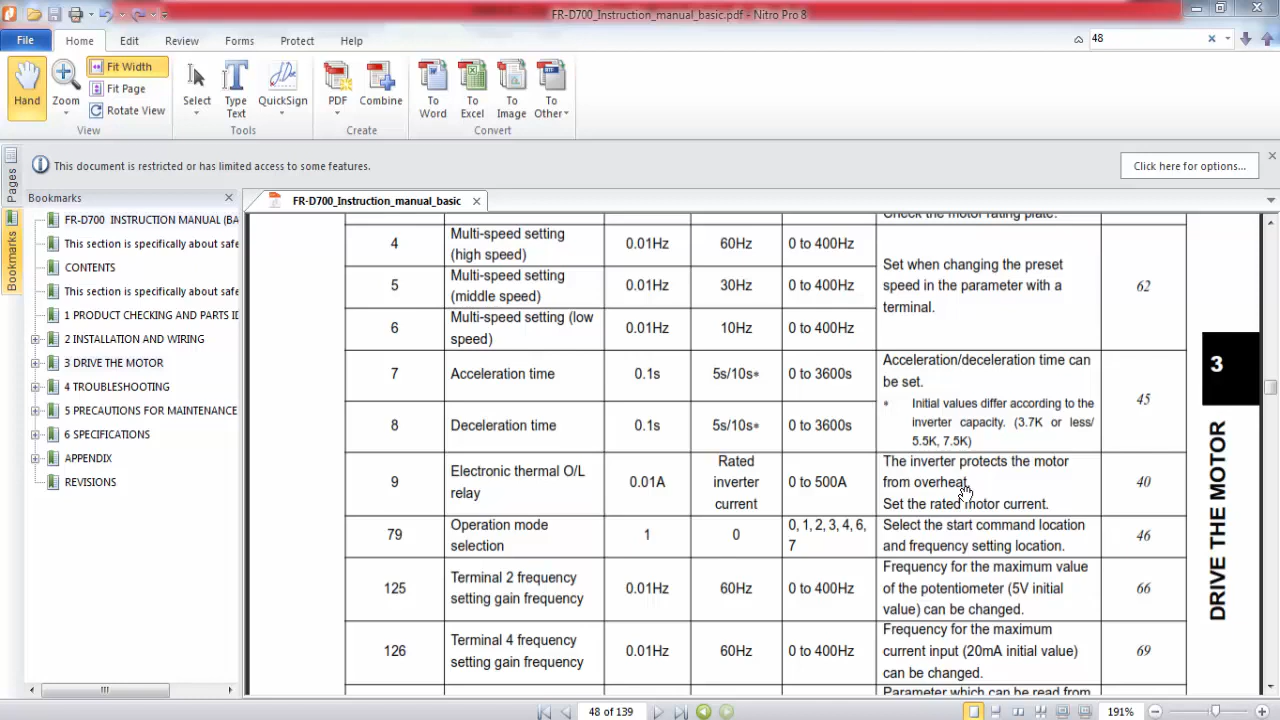 FR-D700_Instruction_manual_basic.pdf - Nitro Pro 8
File Home Edit Review Forms Protect Help
48
Hand
Zoom
Fit Width
Fit Page
Rotate View
View
Select
Type Text
QuickSign
Tools
PDF
Combine
Create
To Word
To Excel
To Image
To Other
Convert
This document is restricted or has limited access to some features.
Click here for options...
Pages
Bookmarks
Bookmarks
FR-D700 INSTRUCTION MANUAL (BA
This section is specifically about safe
CONTENTS
This section is specifically about safe
1 PRODUCT CHECKING AND PARTS ID
2 INSTALLATION AND WIRING
3 DRIVE THE MOTOR
4 TROUBLESHOOTING
5 PRECAUTIONS FOR MAINTENANCE
6 SPECIFICATIONS
APPENDIX
REVISIONS
FR-D700_Instruction_manual_basic
Check the motor rating plate.
4 Multi-speed setting (high speed) 0.01Hz 60Hz 0 to 400Hz
5 Multi-speed setting (middle speed) 0.01Hz 30Hz 0 to 400Hz
6 Multi-speed setting (low speed) 0.01Hz 10Hz 0 to 400Hz
Set when changing the preset
speed in the parameter with a
terminal.
62
7 Acceleration time 0.1s 5s/10s* 0 to 3600s
8 Deceleration time 0.1s 5s/10s* 0 to 3600s
Acceleration/deceleration time can
be set.
* Initial values differ according to the
inverter capacity. (3.7K or less/
5.5K, 7.5K)
45
9 Electronic thermal O/L relay 0.01A Rated inverter current 0 to 500A
The inverter protects the motor
from overheat.
Set the rated motor current.
40
79 Operation mode selection 1 0 0, 1, 2, 3, 4, 6, 7
Select the start command location
and frequency setting location.
46
125 Terminal 2 frequency setting gain frequency 0.01Hz 60Hz 0 to 400Hz
Frequency for the maximum value
of the potentiometer (5V initial
value) can be changed.
66
126 Terminal 4 frequency setting gain frequency 0.01Hz 60Hz 0 to 400Hz
Frequency for the maximum
current input (20mA initial value)
can be changed.
69
Parameter which can be read from
3
DRIVE THE MOTOR
48 of 139
191%